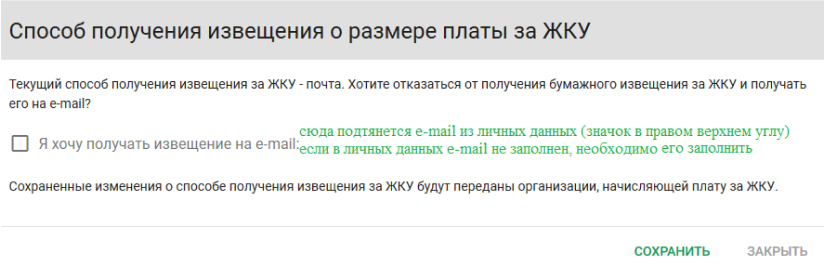 Способ получения извещения о размере платы за ЖКУ
Текущий способ получения извещения за ЖКУ - почта. Хотите отказаться от получения бумажного извещения за ЖКУ и получать
его на e-mail?
Я хочу получать извещение на e-mail: сюда подтянется e-mail из личных данных (значок в правом верхнем углу)
если в личных данных e-mail не заполнен, необходимо его заполнить
Сохраненные изменения о способе получения извещения за ЖКУ будут переданы организации, начисляющей плату за ЖКУ.
СОХРАНИТЬ ЗАКРЫТЬ